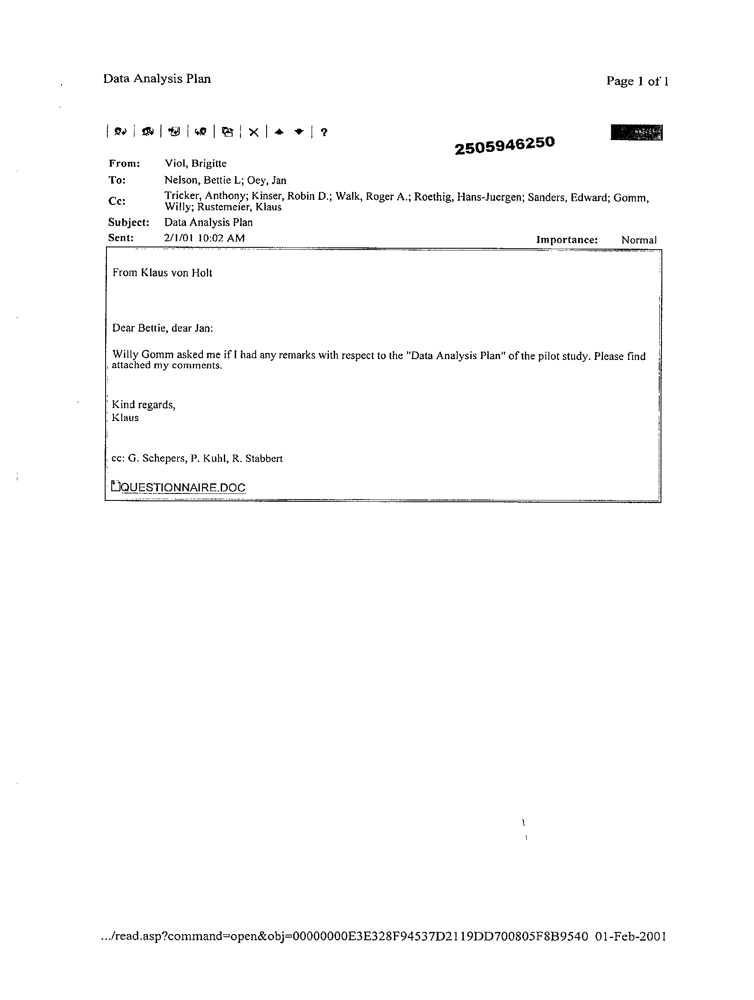 Data Analysis Plan
Page 1 of 1
?
2505946250
From: Viol, Brigitte
To: Nelson, Bettie L; Oey, Jan
Cc: Tricker, Anthony; Kinser, Robin D.; Walk, Roger A.; Roethig, Hans-Juergen; Sanders, Edward; Gomm,
Willy; Rustemeier, Klaus
Subject: Data Analysis Plan
Sent: 2/1/01 10:02 AM Importance: Normal
From Klaus von Holt
Dear Bettie, dear Jan:
Willy Gomm asked me if I had any remarks with respect to the "Data Analysis Plan" of the pilot study. Please find
attached my comments.
Kind regards,
Klaus
cc: G. Schepers, P. Kuhl, R. Stabbert
QUESTIONNAIRE.DOC
.../read.asp?command=open&obj=00000000E3E328F94537D2119DD700805F8B9540 01-Feb-2001